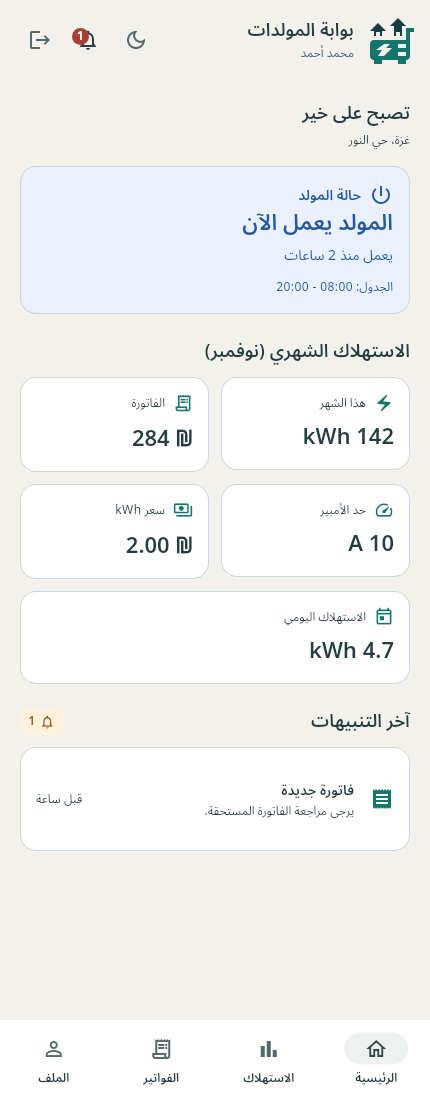 بوابة المولدات
محمد أحمد
1
تصبح على خير
غزة، حي النور
حالة المولد
المولد يعمل الآن
يعمل منذ 2 ساعات
الجدول: 08:00 - 20:00
الاستهلاك الشهري (نوفمبر)
هذا الشهر
142 kWh
الفاتورة
₪ 284
حد الأمبير
10 A
سعر kWh
₪ 2.00
الاستهلاك اليومي
4.7 kWh
آخر التنبيهات
1
فاتورة جديدة
يرجى مراجعة الفاتورة المستحقة.
قبل ساعة
الرئيسية
الاستهلاك
الفواتير
الملف